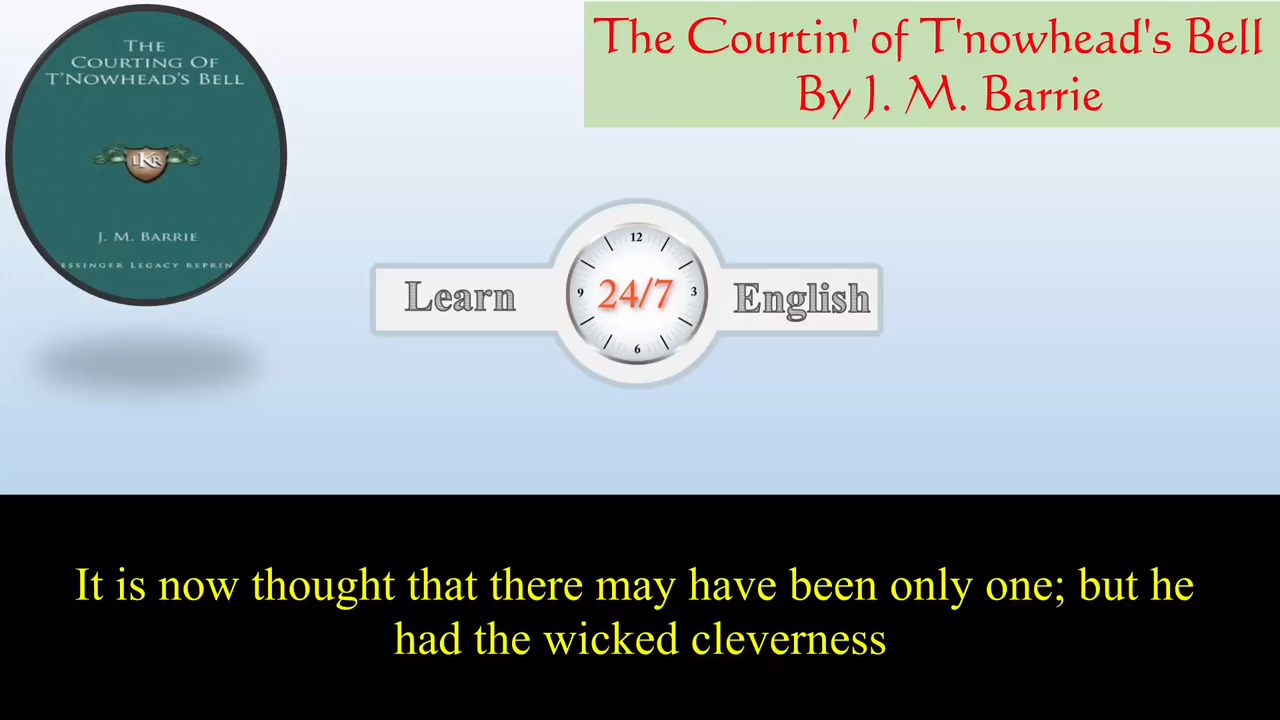 THE
COURTING OF
T'NOWHEAD'S BELL
LKR
J. M. BARRIE
ESSINGER LEGACY REPRIN
The Courtin' of T'nowhead's Bell
By J. M. Barrie
Learn
12
9
24/7
3
6
English
It is now thought that there may have been only one; but he
had the wicked cleverness